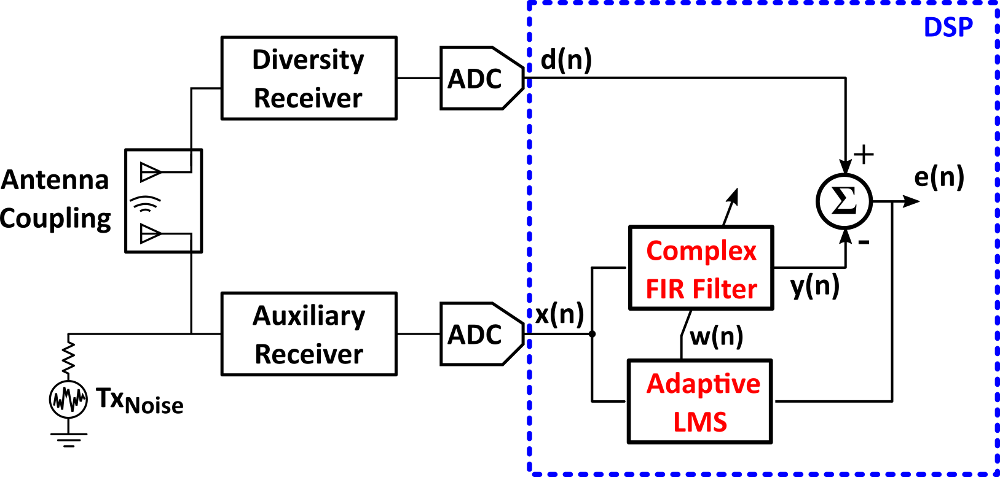 DSP
Diversity
Receiver
ADC
d(n)
+
Antenna
Coupling
e(n)
Σ
-
Complex
FIR Filter
y(n)
Auxiliary
Receiver
ADC
x(n)
w(n)
Adaptive
LMS
TxNoise